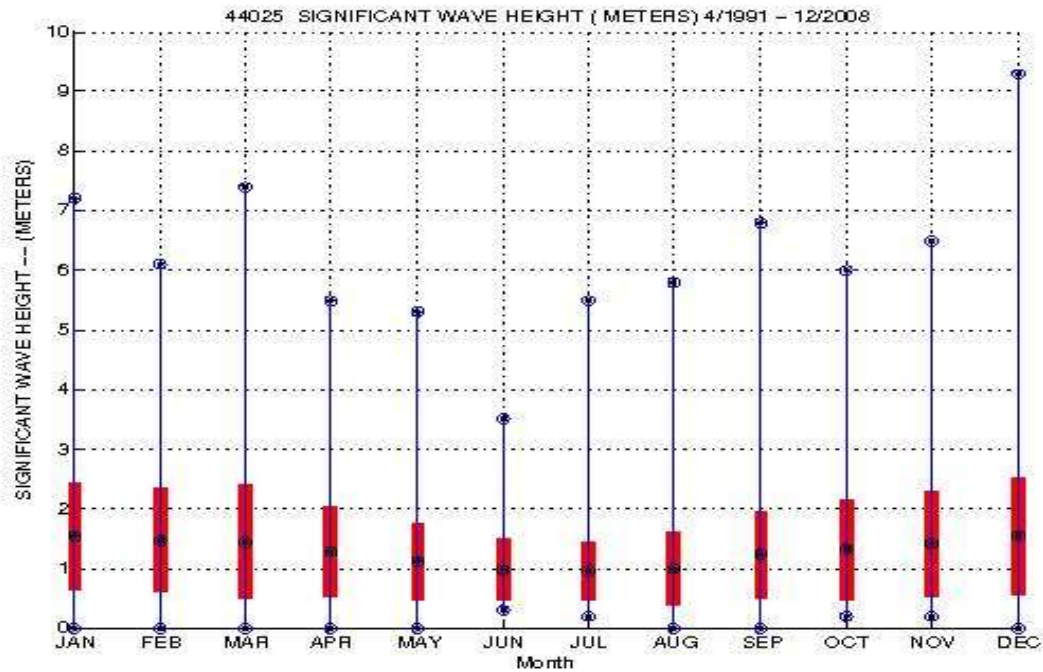 44025 SIGNIFICANT WAVE HEIGHT ( METERS) 4/1991 – 12/2008
10
9
8
7
6
5
4
3
2
1
0
SIGNIFICANT WAVE HEIGHT –– (METERS)
JAN FEB MAR APR MAY JUN JUL AUG SEP OCT NOV DEC
Month